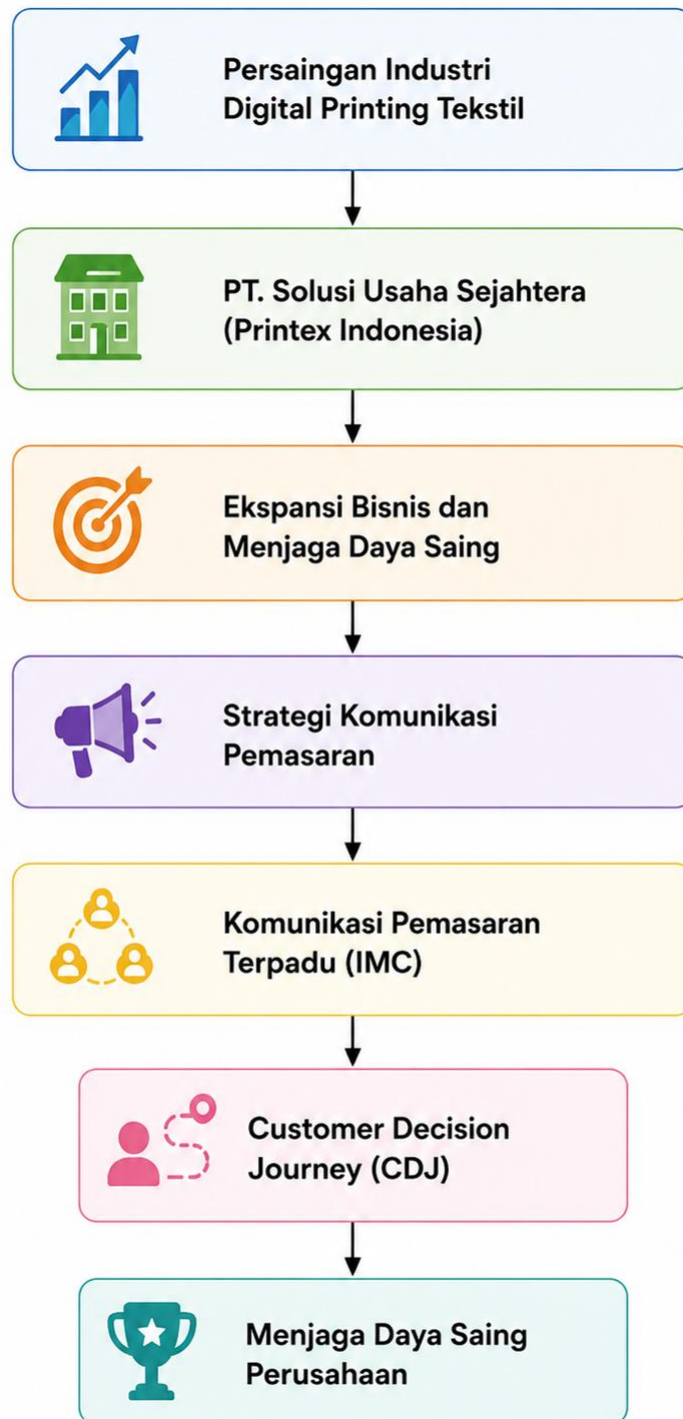 Persaingan Industri
Digital Printing Tekstil
PT. Solusi Usaha Sejahtera
(Printex Indonesia)
Ekspansi Bisnis dan
Menjaga Daya Saing
Strategi Komunikasi
Pemasaran
Komunikasi Pemasaran
Terpadu (IMC)
Customer Decision
Journey (CDJ)
Menjaga Daya Saing
Perusahaan